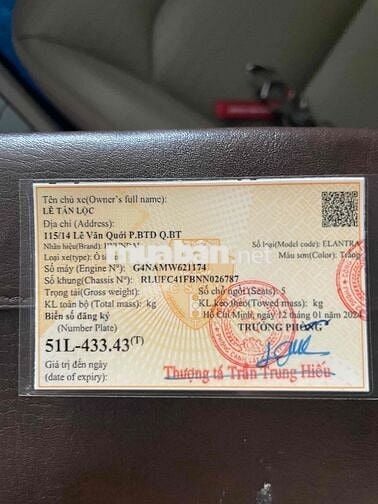 Tên chủ xe(Owner's full name):
LÊ TẤN LỘC
Địa chỉ (Address):
115/14 Lê Văn Quới P.BTD Q.BT
Nhãn hiệu(Brand): HYUNDAI Số loại(Model code): ELANTRA
Loại xe(Type): Ô Màu sơn(Color): Trắng
Số máy (Engine N°): G4NAMW621174
Số khung(Chassis N°): RLUFC41FBNN026787
Trọng tải(Gross weight): Số chỗ ngồi(Seats): 5
KL toàn bộ (Total mass): kg KL kéo theo(Towed mass): kg
Biển số đăng ký Hồ Chí Minh, ngày 12 tháng 01 năm 2024
(Number Plate) TRƯỞNG PHÒNG
51L-433.43(T)
Giá trị đến ngày
(date of expiry): Thượng tá Trần Trung Hiếu
muaban.net